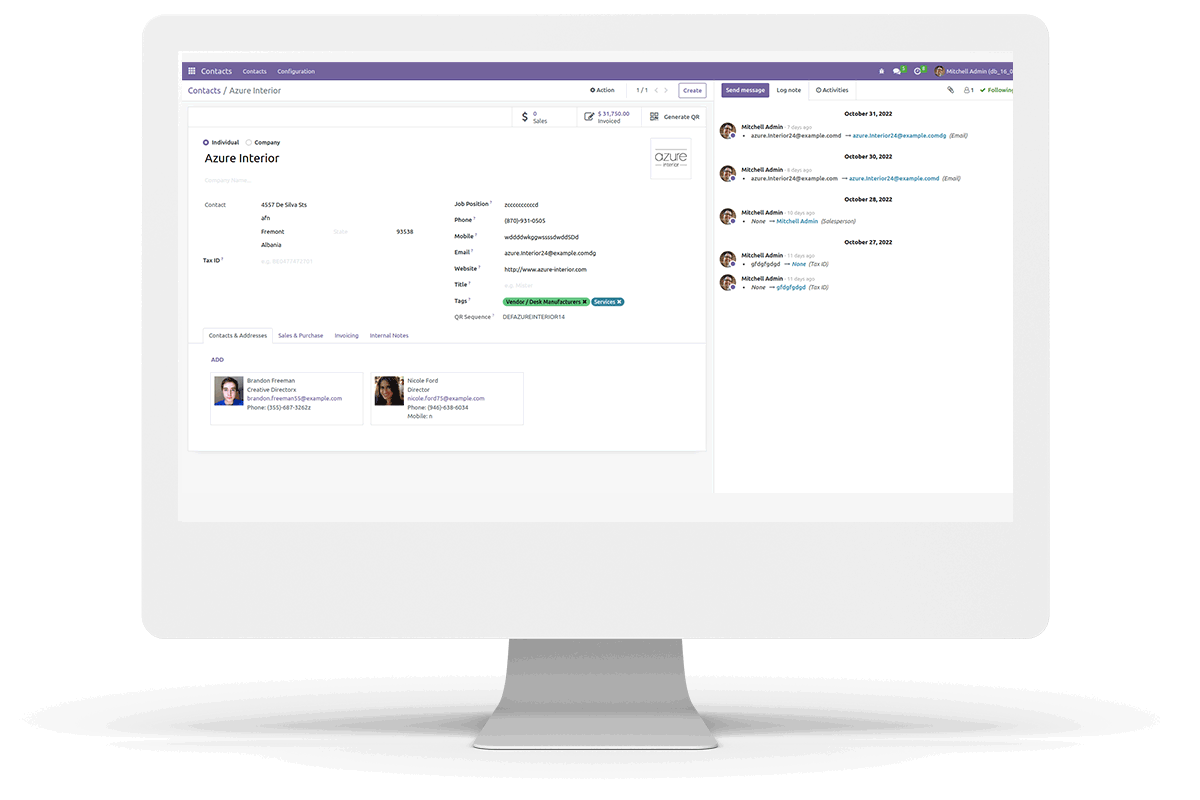 Contacts Contacts Configuration
5 6 Mitchell Admin (db_16_0
Contacts / Azure Interior
Action 1 / 1 Create
Send message Log note Activities 1 Following
0 Sales
$ 31,750.00 Invoiced
Generate QR
Individual Company
Azure Interior
Company Name...
azure
interior
Contact 4557 De Silva Sts
afn
Fremont State 93538
Albania
Tax ID ? e.g. BE0477472701
Job Position ? zccccccccccd
Phone ? (870)-931-0505
Mobile ? wddddwkggwssssdwddSDd
Email ? azure.Interior24@example.comdg
Website ? http://www.azure-interior.com
Title ? e.g. Mister
Tags ? Vendor / Desk Manufacturers ✖ Services ✖
QR Sequence ? DEFAZUREINTERIOR14
Contacts & Addresses Sales & Purchase Invoicing Internal Notes
ADD
Brandon Freeman
Creative Directorx
brandon.freeman55@example.com
Phone: (355)-687-3262z
Nicole Ford
Director
nicole.ford75@example.com
Phone: (946)-638-6034
Mobile: n
October 31, 2022
Mitchell Admin - 7 days ago
• azure.Interior24@example.comd → azure.Interior24@example.comdg (Email)
October 30, 2022
Mitchell Admin - 8 days ago
• azure.Interior24@example.com → azure.Interior24@example.comd (Email)
October 28, 2022
Mitchell Admin - 10 days ago
• None → Mitchell Admin (Salesperson)
October 27, 2022
Mitchell Admin - 11 days ago
• gfdgfgdgd → None (Tax ID)
Mitchell Admin - 11 days ago
• None → gfdgfgdgd (Tax ID)